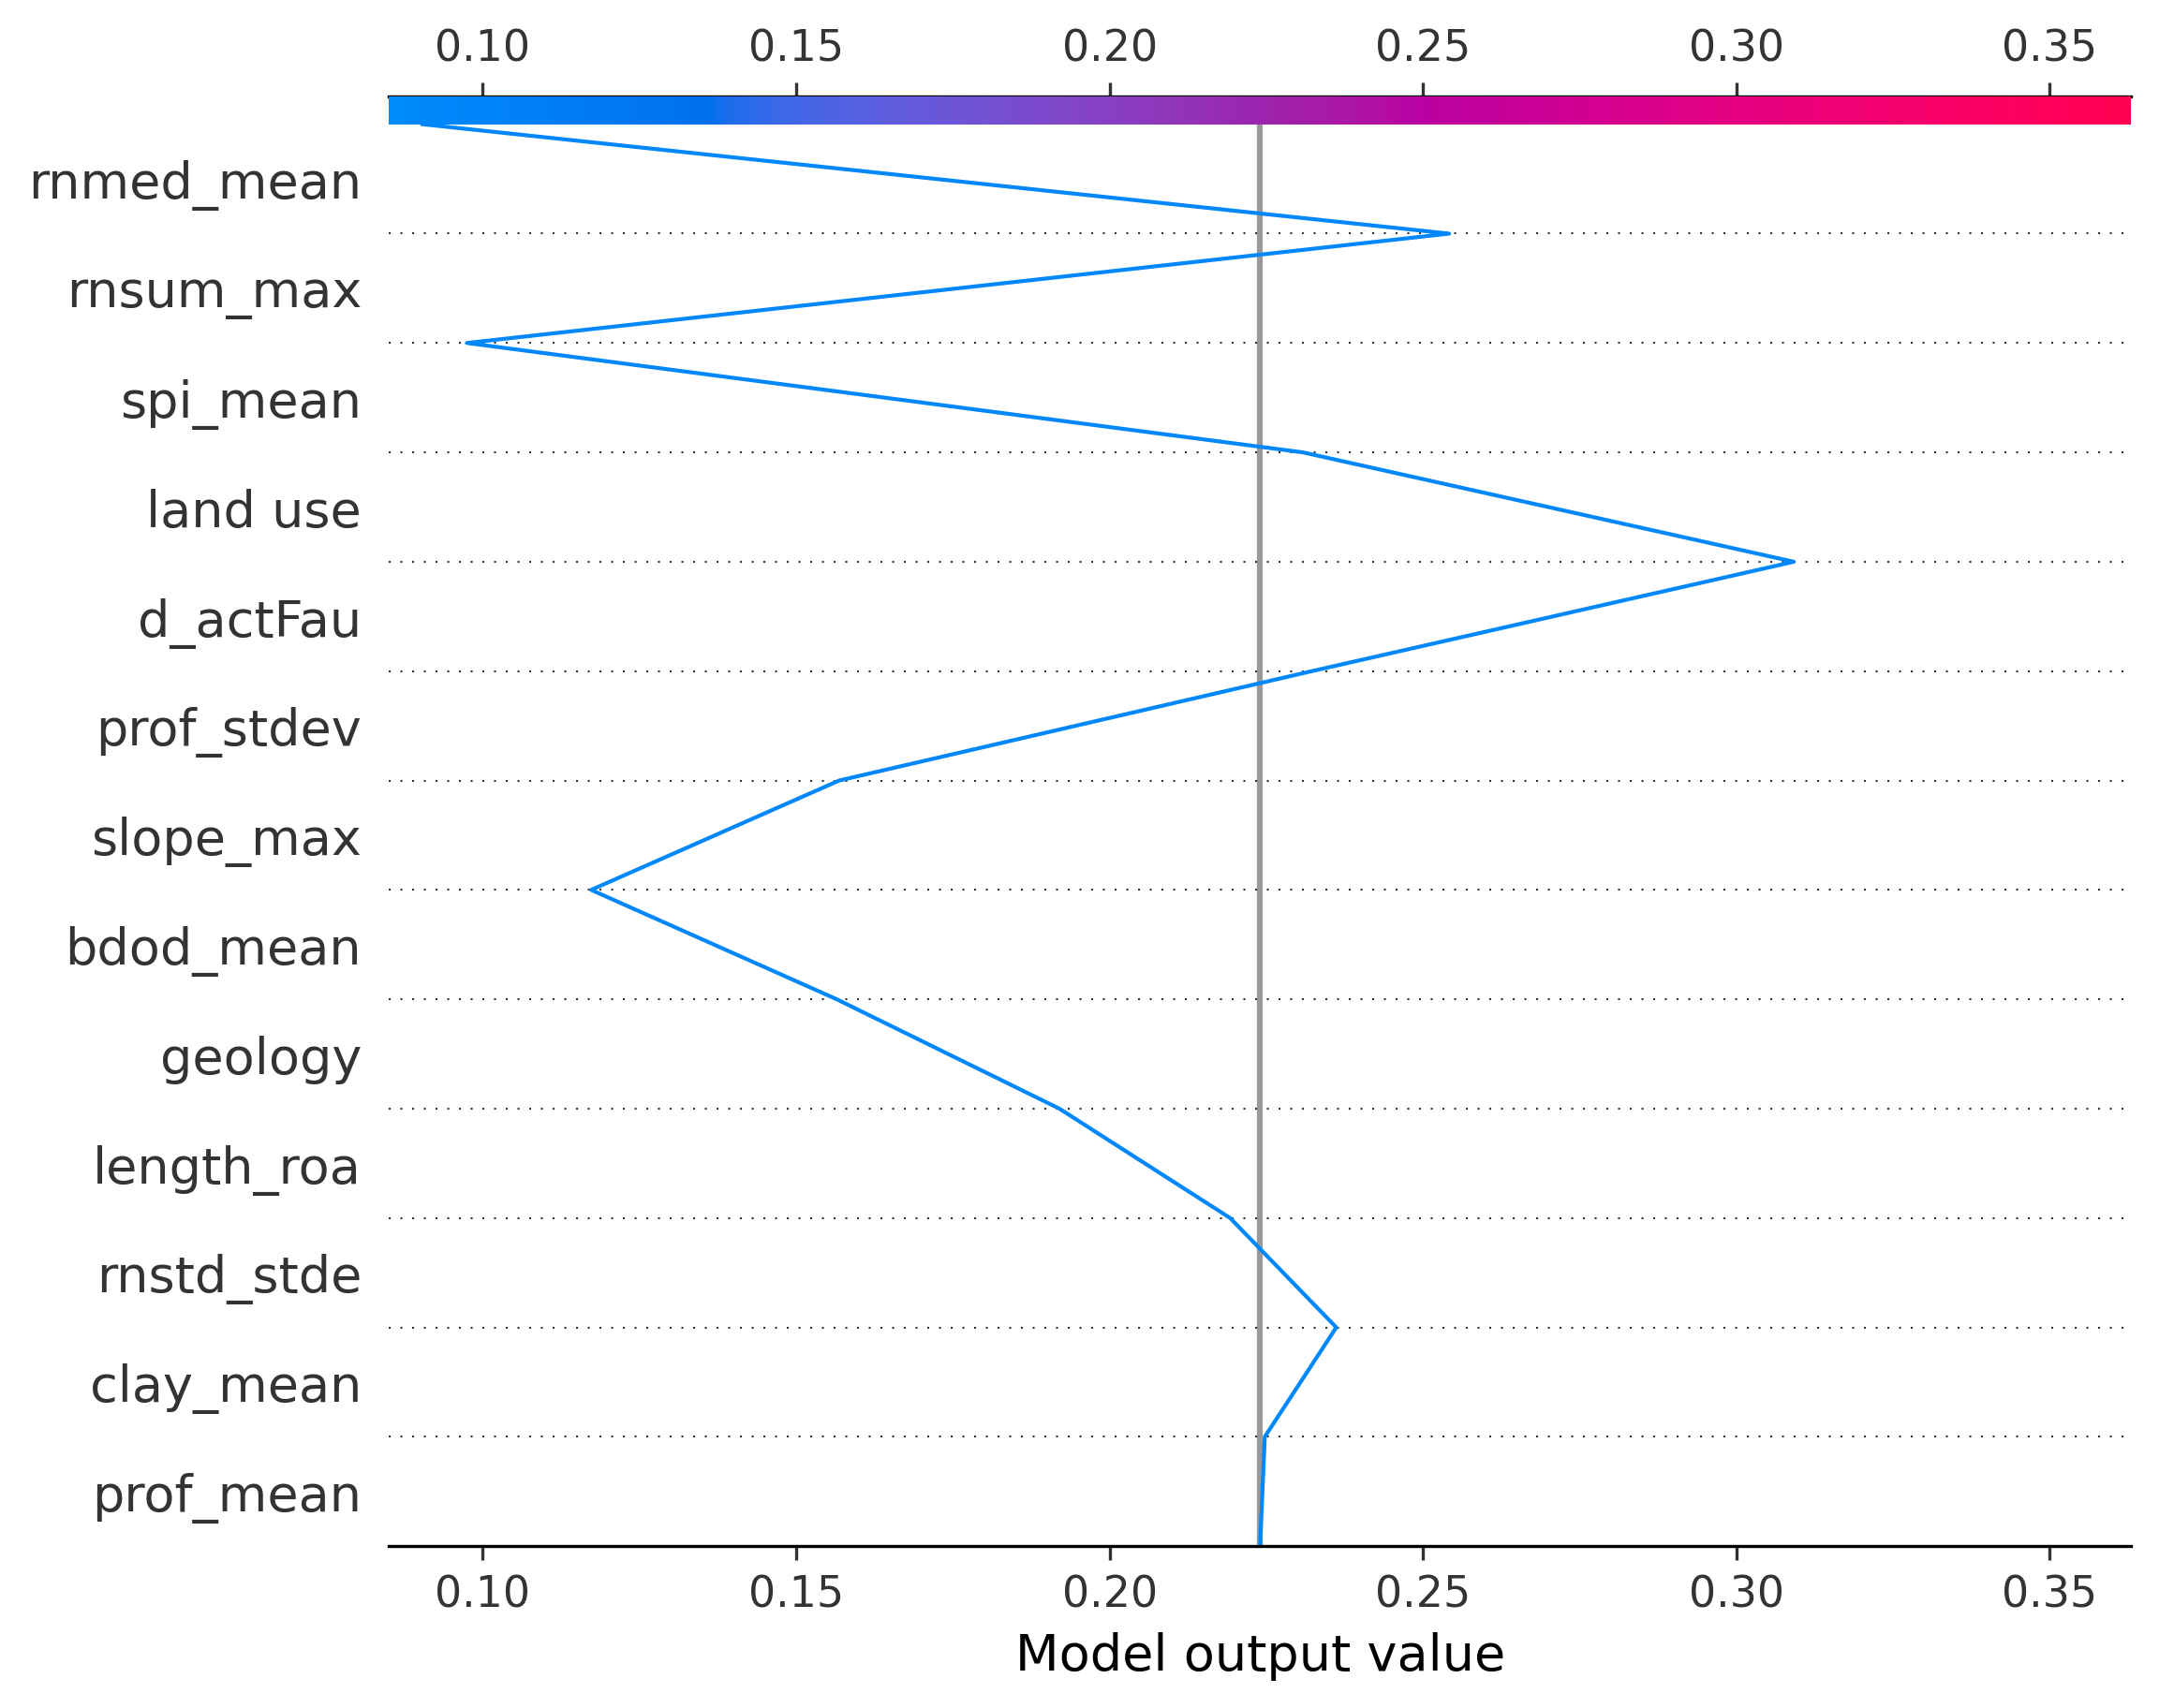 0.10 0.15 0.20 0.25 0.30 0.35
rnmed_mean
rnsum_max
spi_mean
land use
d_actFau
prof_stdev
slope_max
bdod_mean
geology
length_roa
rnstd_stde
clay_mean
prof_mean
0.10 0.15 0.20 0.25 0.30 0.35
Model output value